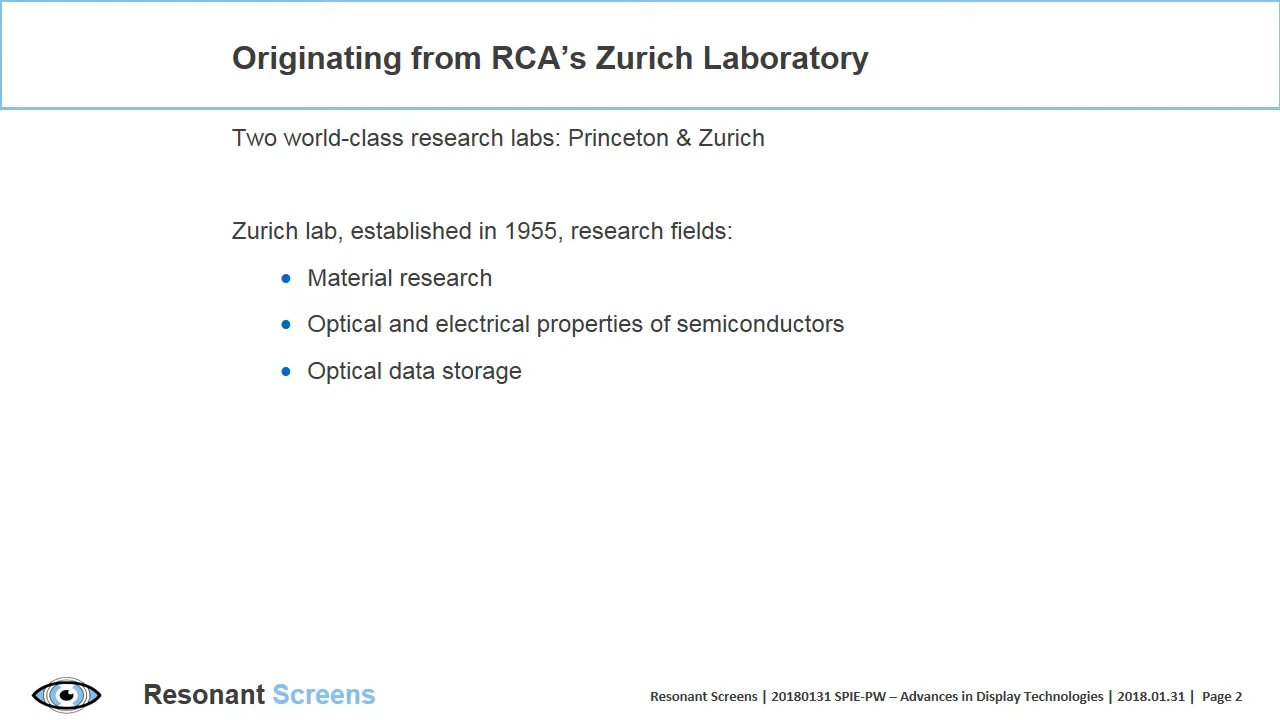 Originating from RCA’s Zurich Laboratory
Two world-class research labs: Princeton & Zurich
Zurich lab, established in 1955, research fields:
• Material research
• Optical and electrical properties of semiconductors
• Optical data storage
Resonant Screens
Resonant Screens | 20180131 SPIE-PW – Advances in Display Technologies | 2018.01.31 | Page 2